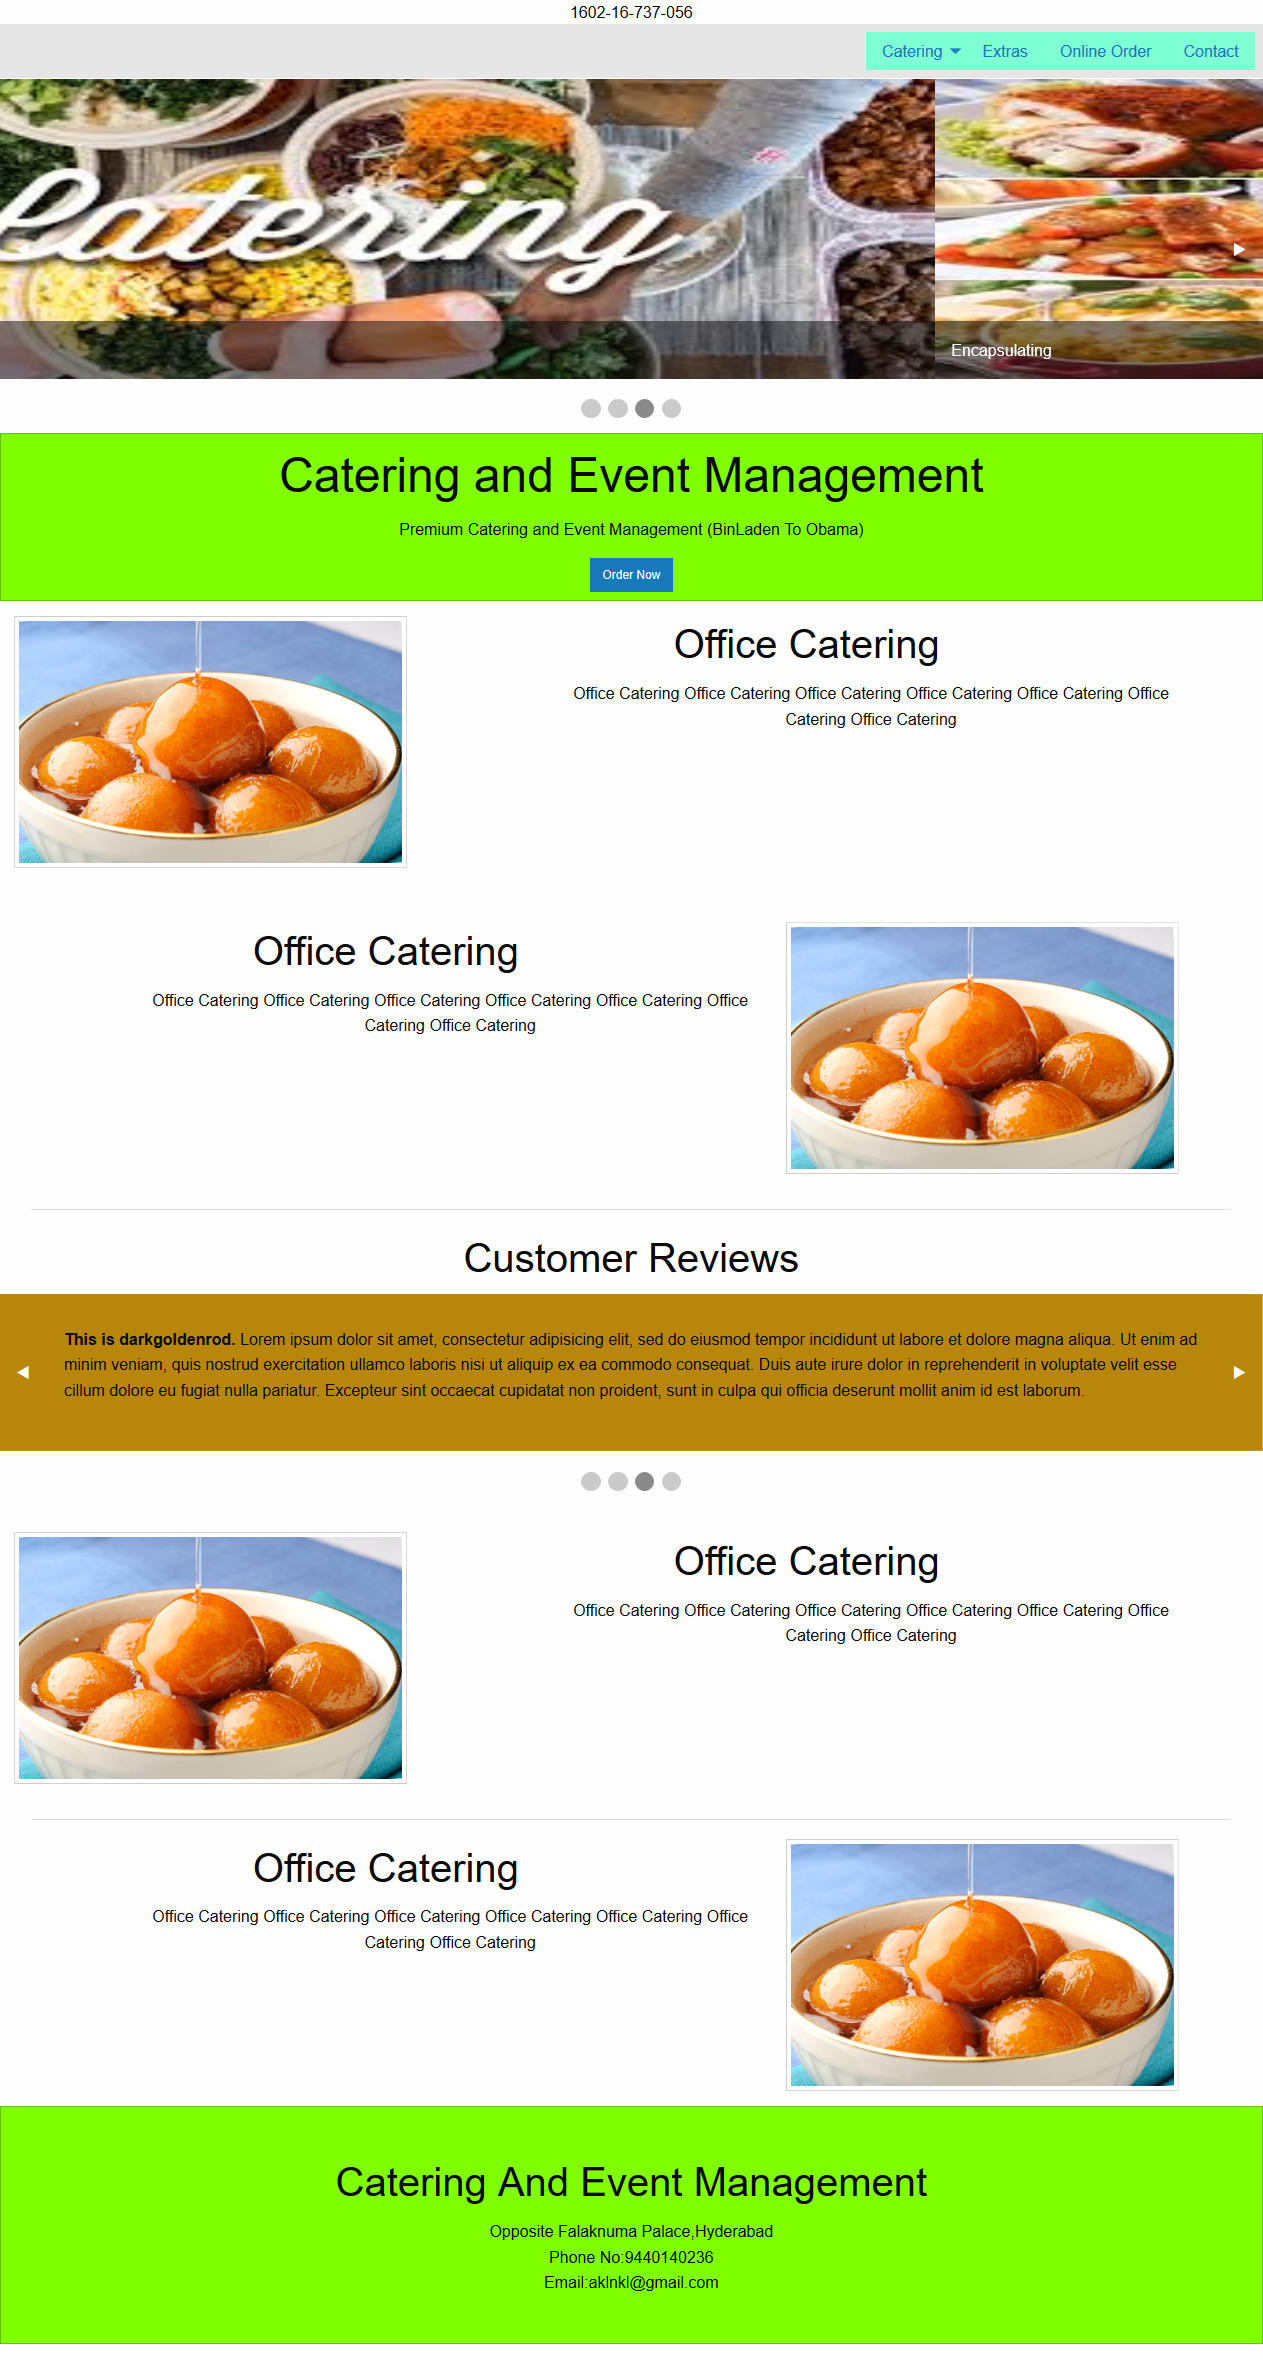 1602-16-737-056
Catering Extras Online Order Contact
Catering
Encapsulating
Catering and Event Management
Premium Catering and Event Management (BinLaden To Obama)
Order Now
Office Catering
Office Catering Office Catering Office Catering Office Catering Office Catering Office
Catering Office Catering
Office Catering
Office Catering Office Catering Office Catering Office Catering Office Catering Office
Catering Office Catering
Customer Reviews
This is darkgoldenrod. Lorem ipsum dolor sit amet, consectetur adipisicing elit, sed do eiusmod tempor incididunt ut labore et dolore magna aliqua. Ut enim ad
minim veniam, quis nostrud exercitation ullamco laboris nisi ut aliquip ex ea commodo consequat. Duis aute irure dolor in reprehenderit in voluptate velit esse
cillum dolore eu fugiat nulla pariatur. Excepteur sint occaecat cupidatat non proident, sunt in culpa qui officia deserunt mollit anim id est laborum.
Office Catering
Office Catering Office Catering Office Catering Office Catering Office Catering Office
Catering Office Catering
Office Catering
Office Catering Office Catering Office Catering Office Catering Office Catering Office
Catering Office Catering
Catering And Event Management
Opposite Falaknuma Palace,Hyderabad
Phone No:9440140236
Email:aklnkl@gmail.com